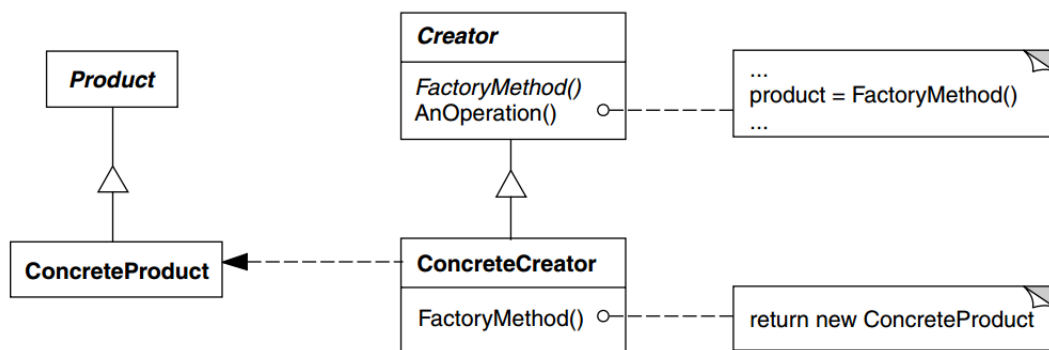 Product
ConcreteProduct
Creator
FactoryMethod()
AnOperation()
...
product = FactoryMethod()
...
ConcreteCreator
FactoryMethod()
return new ConcreteProduct